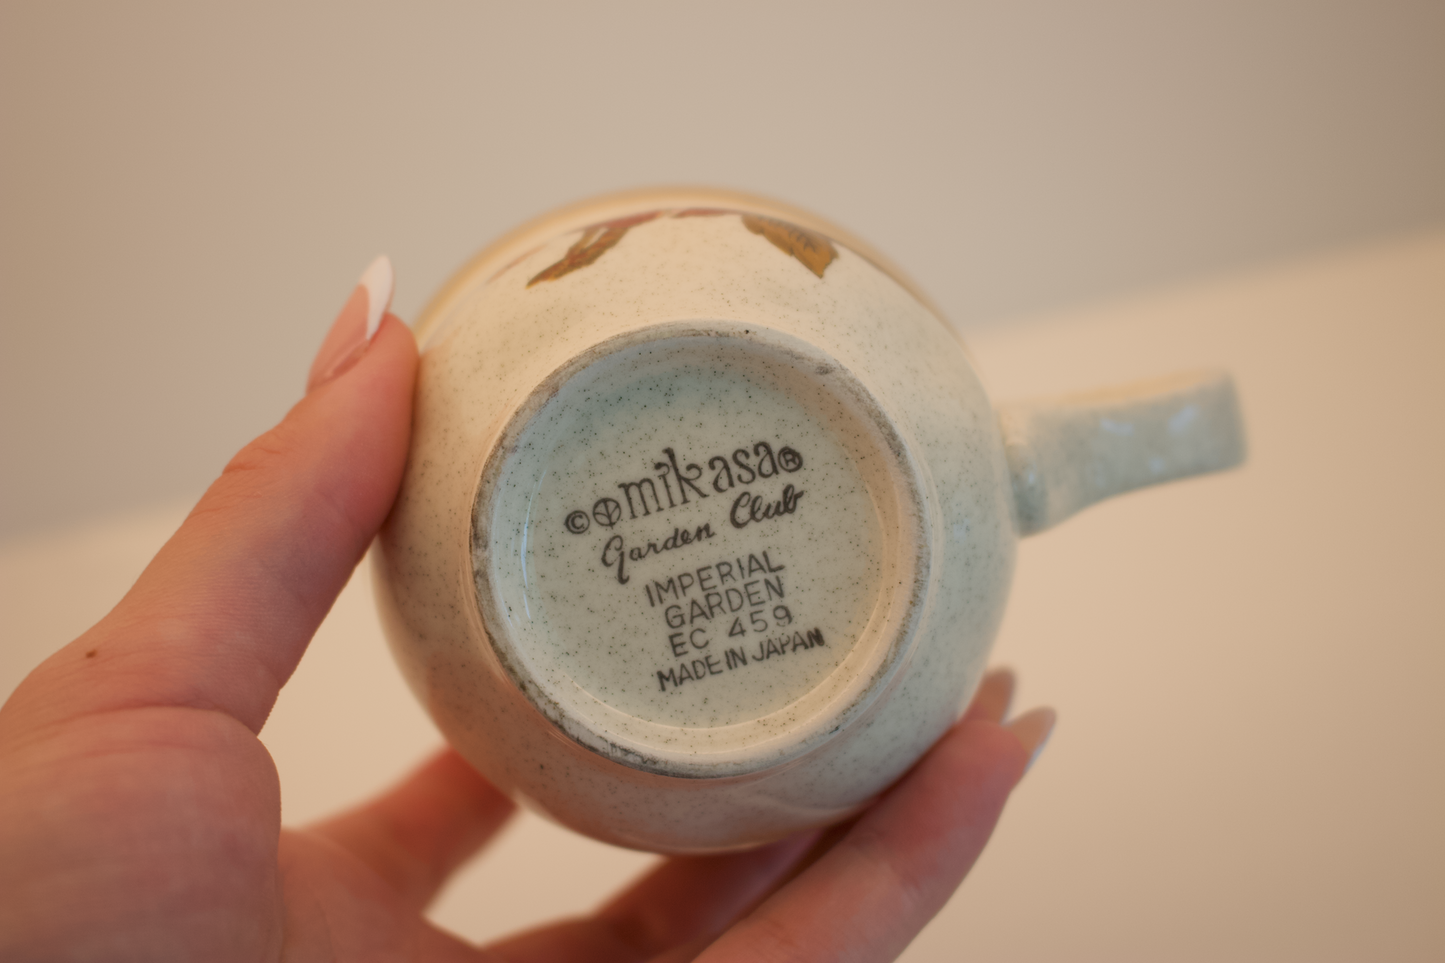 © mikasa ®
Garden Club
IMPERIAL
GARDEN
EC 459
MADE IN JAPAN